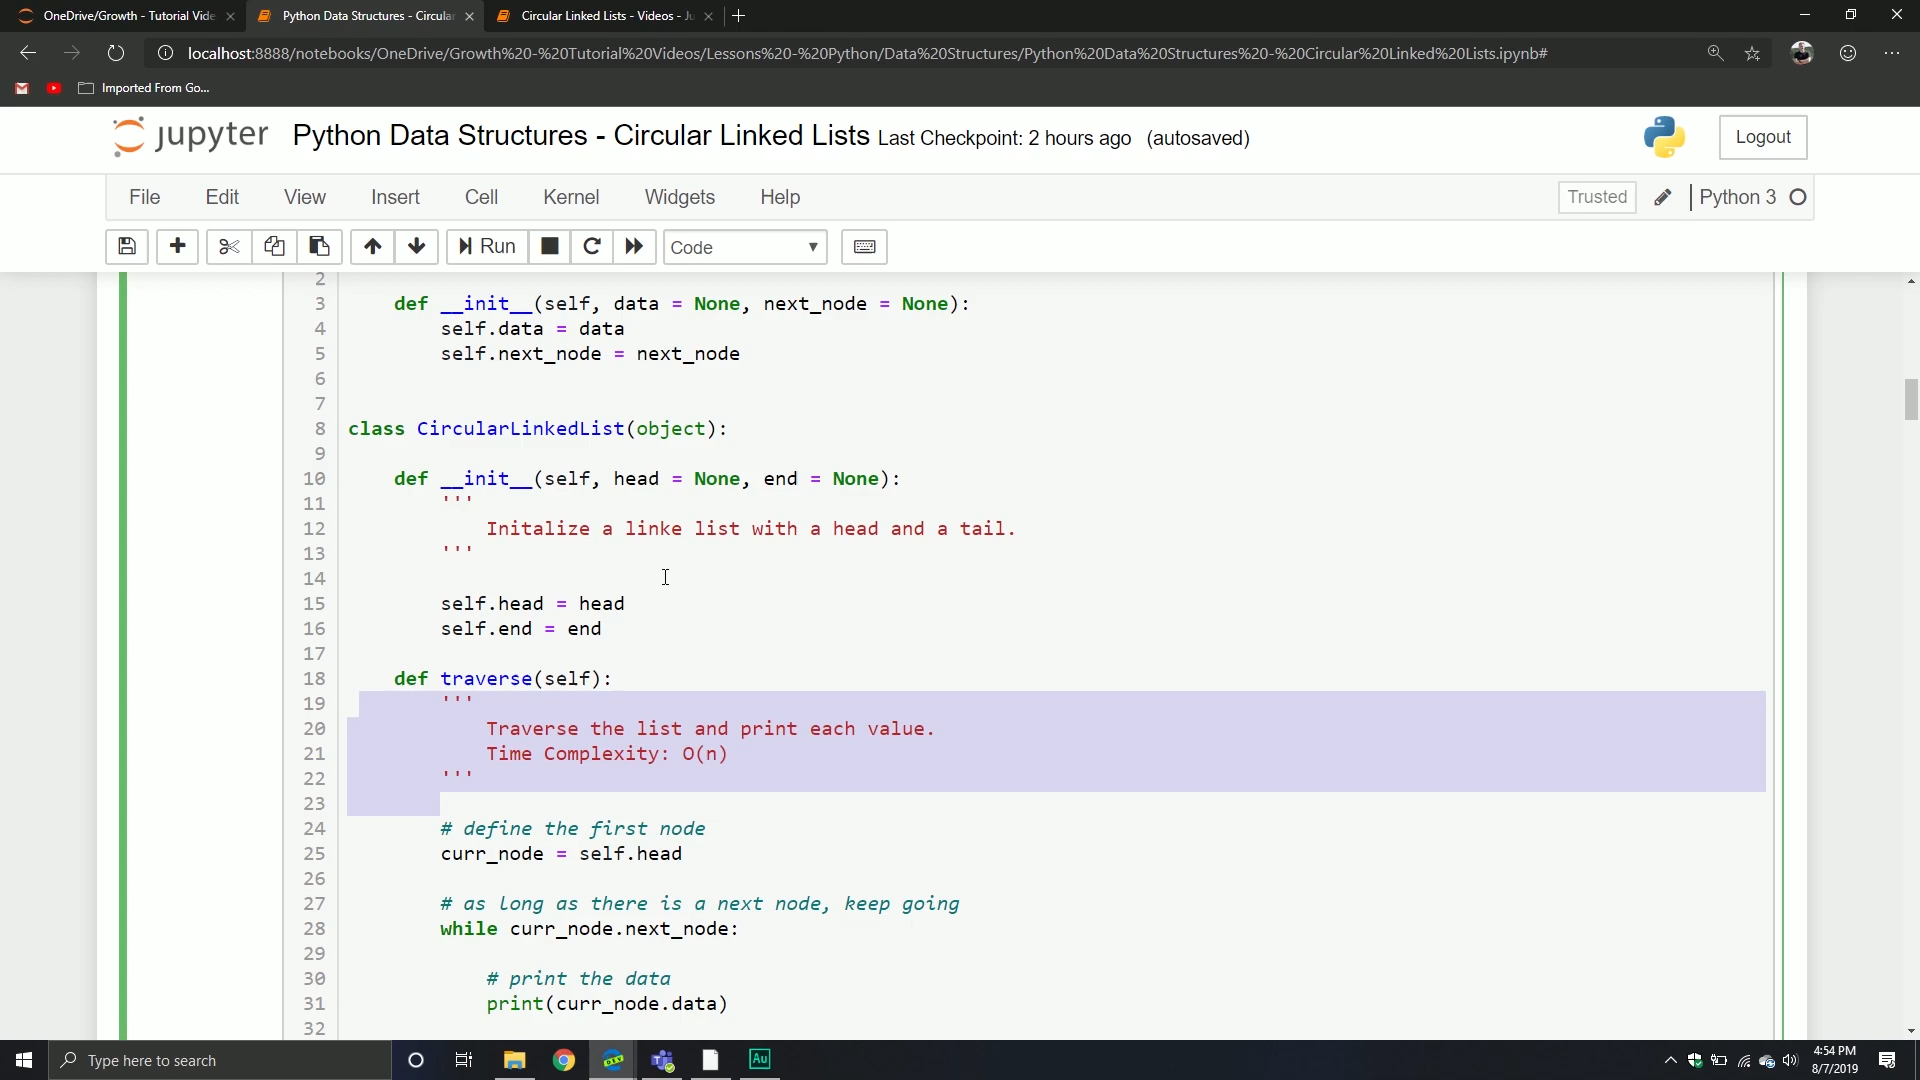 OneDrive/Growth - Tutorial Vide
Python Data Structures - Circular
Circular Linked Lists - Videos - Ju
localhost:8888/notebooks/OneDrive/Growth%20-%20Tutorial%20Videos/Lessons%20-%20Python/Data%20Structures/Python%20Data%20Structures%20-%20Circular%20Linked%20Lists.ipynb#
Imported From Go...
jupyter Python Data Structures - Circular Linked Lists Last Checkpoint: 2 hours ago (autosaved)
Logout
File Edit View Insert Cell Kernel Widgets Help
Trusted Python 3
Run Code
2
3 def __init__(self, data = None, next_node = None):
4 self.data = data
5 self.next_node = next_node
6
7
8 class CircularLinkedList(object):
9
10 def __init__(self, head = None, end = None):
11 '''
12 Initalize a linke list with a head and a tail.
13 '''
14
15 self.head = head
16 self.end = end
17
18 def traverse(self):
19 '''
20 Traverse the list and print each value.
21 Time Complexity: O(n)
22 '''
23
24 # define the first node
25 curr_node = self.head
26
27 # as long as there is a next node, keep going
28 while curr_node.next_node:
29
30 # print the data
31 print(curr_node.data)
32
Type here to search
DEV
Au
4:54 PM
8/7/2019